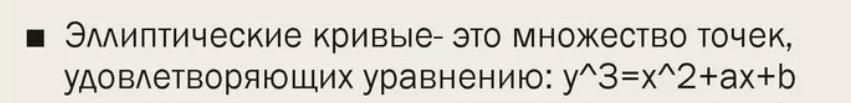 ▪ Эллиптические кривые- это множество точек,
удовлетворяющих уравнению: y^3=x^2+ax+b